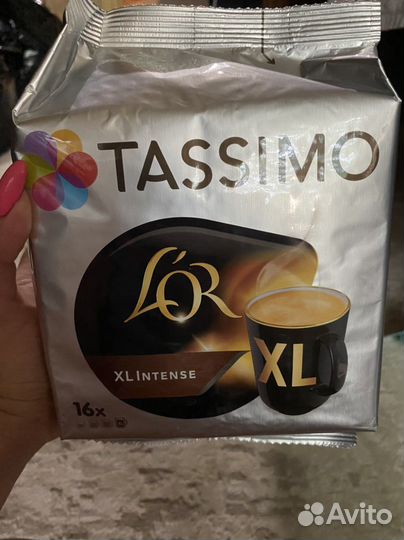 TASSIMO
L'OR
XL INTENSE
XL
16x
Avito